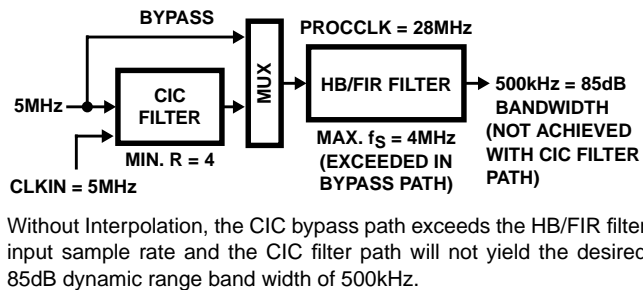 BYPASS
PROCCLK = 28MHz
5MHz
CIC
FILTER
MUX
HB/FIR FILTER
500kHz = 85dB
BANDWIDTH
(NOT ACHIEVED
WITH CIC FILTER
PATH)
MIN. R = 4
MAX. fS = 4MHz
(EXCEEDED IN
BYPASS PATH)
CLKIN = 5MHz
Without Interpolation, the CIC bypass path exceeds the HB/FIR filter
input sample rate and the CIC filter path will not yield the desired
85dB dynamic range band width of 500kHz.